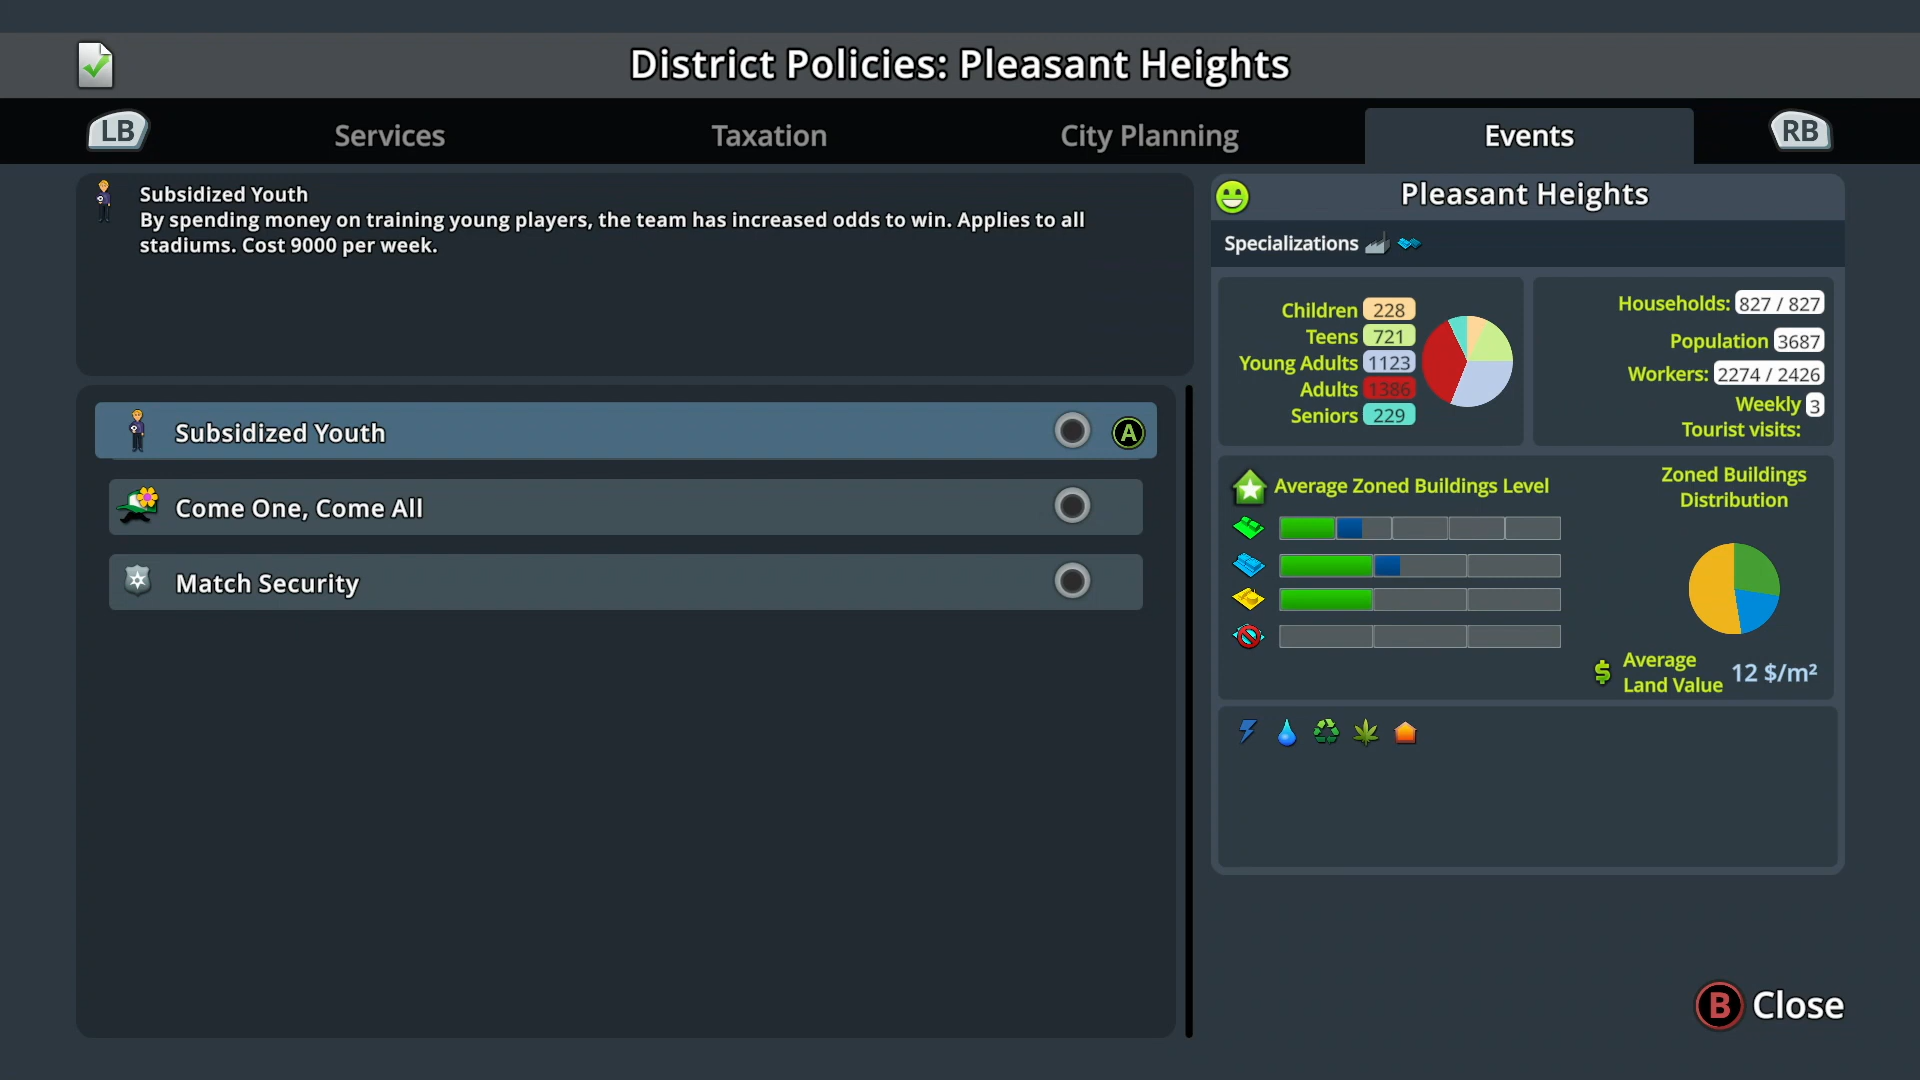 District Policies: Pleasant Heights
LB
Services
Taxation
City Planning
Events
RB
Subsidized Youth
By spending money on training young players, the team has increased odds to win. Applies to all
stadiums. Cost 9000 per week.
Subsidized Youth
A
Come One, Come All
Match Security
Pleasant Heights
Specializations
Children 228
Teens 721
Young Adults 1123
Adults 1386
Seniors 229
Households: 827 / 827
Population 3687
Workers: 2274 / 2426
Weekly 3
Tourist visits:
Average Zoned Buildings Level
Zoned Buildings
Distribution
Average
Land Value 12 $/m²
B Close